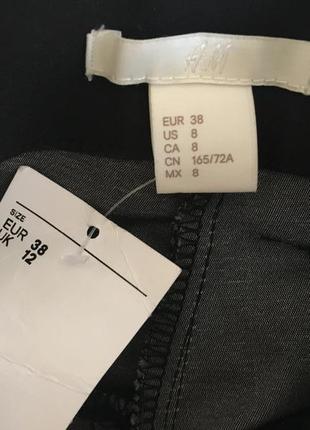 H&M
EUR 38
US 8
CA 8
CN 165/72A
MX 8
SIZE
EUR 38
UK 12